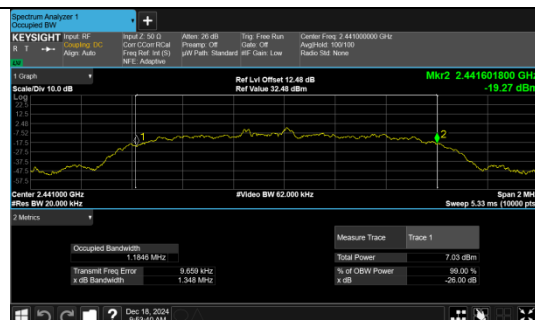 Spectrum Analyzer 1
Occupied BW
+
KEYSIGHT Input: RF Input Z: 50 Ω Atten: 26 dB Trig: Free Run Center Freq: 2.441000000 GHz
R T Coupling: DC Corr CCorr RCal Preamp: Off Gate: Off Avg|Hold: 100/100
Align: Auto Freq Ref: Int (S) µW Path: Standard #IF Gain: Low Radio Std: None
NFE: Adaptive
LV
1 Graph
Ref Lvl Offset 12.48 dB Mkr2 2.441601800 GHz
Scale/Div 10.0 dB Ref Value 32.48 dBm -19.27 dBm
Log
22.5
12.5
2.48
-7.52
-17.5
-27.5
-37.5
-47.5
-57.5
1
2
Center 2.441000 GHz #Video BW 62.000 kHz Span 2 MH
#Res BW 20.000 kHz Sweep 5.33 ms (10000 pts
2 Metrics
Measure Trace Trace 1
Occupied Bandwidth
1.1846 MHz Total Power 7.03 dBm
Transmit Freq Error 9.659 kHz % of OBW Power 99.00 %
x dB Bandwidth 1.348 MHz x dB -26.00 dB
?
Dec 18, 2024
9:53:40 AM